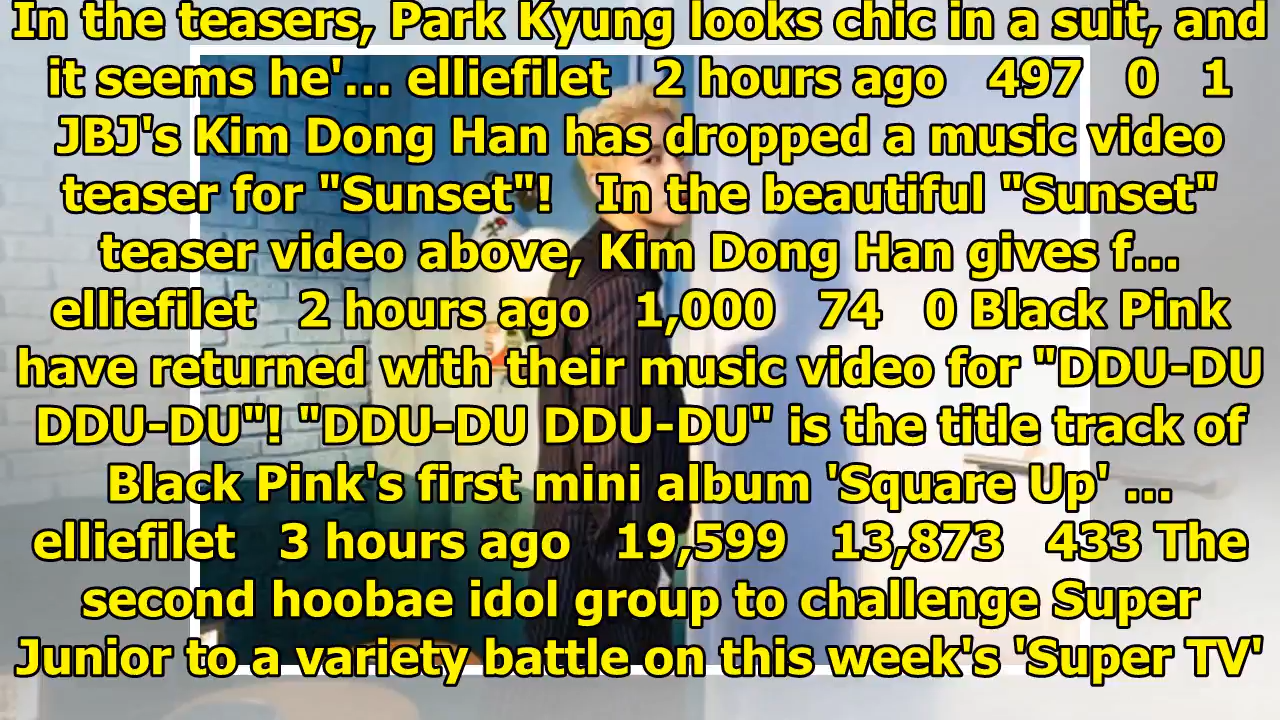 In the teasers, Park Kyung looks chic in a suit, and
it seems he'... elliefilet 2 hours ago 497 0 1
JBJ's Kim Dong Han has dropped a music video
teaser for "Sunset"! In the beautiful "Sunset"
teaser video above, Kim Dong Han gives f...
elliefilet 2 hours ago 1,000 74 0 Black Pink
have returned with their music video for "DDU-DU
DDU-DU"! "DDU-DU DDU-DU" is the title track of
Black Pink's first mini album 'Square Up' ...
elliefilet 3 hours ago 19,599 13,873 433 The
second hoobae idol group to challenge Super
Junior to a variety battle on this week's 'Super TV'